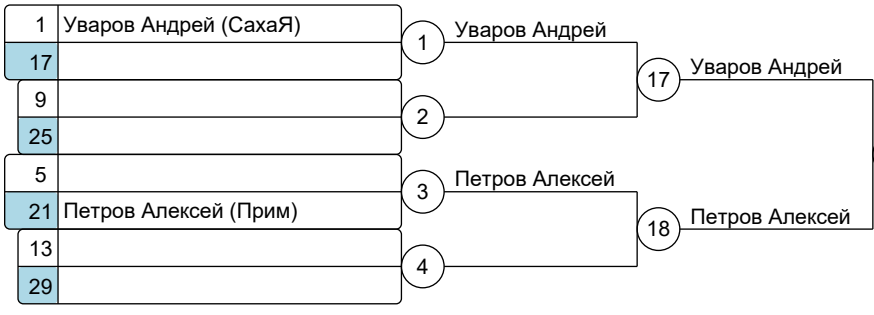 1 Уваров Андрей (СахаЯ)
17
9
25
5
21 Петров Алексей (Прим)
13
29
1 Уваров Андрей
2
3 Петров Алексей
4
17 Уваров Андрей
18 Петров Алексей